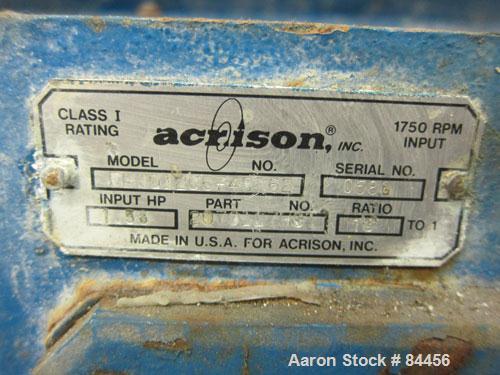 CLASS I
RATING
acrison,® INC.
1750 RPM
INPUT
MODEL NO.
SERIAL NO.
INPUT HP
PART NO.
RATIO
TO 1
MADE IN U.S.A. FOR ACRISON, INC.
Aaron Stock # 84456